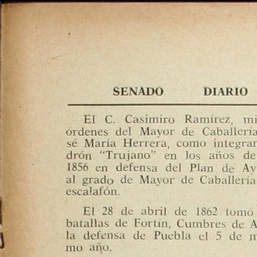 SENADO DIARIO
El C. Casimiro Ramírez, mi
órdenes del Mayor de Caballería
sé María Herrera, como integran
drón "Trujano" en los años de
1856 en defensa del Plan de Ay
al grado de Mayor de Caballería
escalafón.
El 28 de abril de 1862 tomó
batallas de Fortín, Cumbres de A
la defensa de Puebla el 5 de m
mo año.